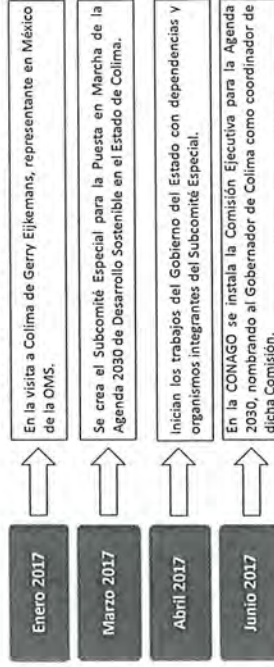 Enero 2017
En la visita a Colima de Gerry Eijkemans, representante en México
de la OMS.
Marzo 2017
Se crea el Subcomité Especial para la Puesta en Marcha de la
Agenda 2030 de Desarrollo Sostenible en el Estado de Colima.
Abril 2017
Inician los trabajos del Gobierno del Estado con dependencias y
organismos integrantes del Subcomité Especial.
Junio 2017
En la CONAGO se instala la Comisión Ejecutiva para la Agenda
2030, nombrando al Gobernador de Colima como coordinador de
dicha Comisión.